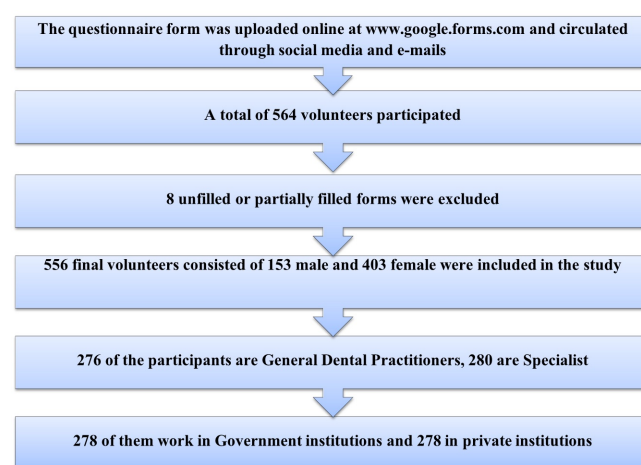 The questionnaire form was uploaded online at www.google.forms.com and circulated
through social media and e-mails
A total of 564 volunteers participated
8 unfilled or partially filled forms were excluded
556 final volunteers consisted of 153 male and 403 female were included in the study
276 of the participants are General Dental Practitioners, 280 are Specialist
278 of them work in Government institutions and 278 in private institutions